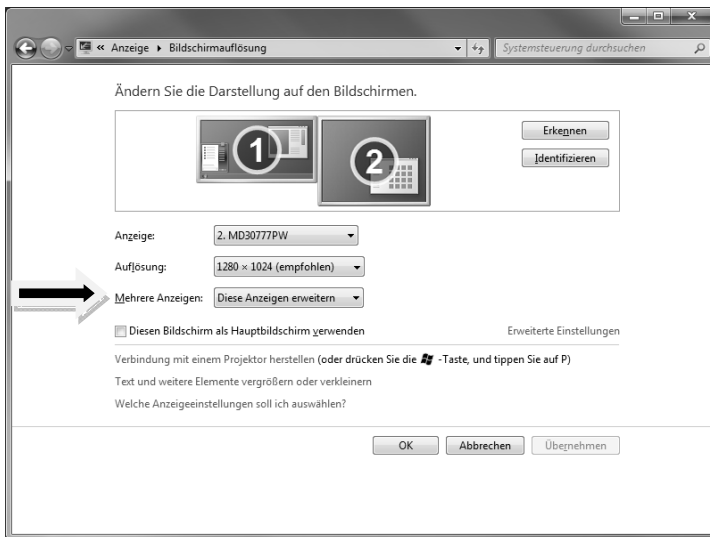 « Anzeige ▸ Bildschirmauflösung
Systemsteuerung durchsuchen
Ändern Sie die Darstellung auf den Bildschirmen.
1
2
Erkennen
Identifizieren
Anzeige: 2. MD30777PW
Auflösung: 1280 × 1024 (empfohlen)
Mehrere Anzeigen: Diese Anzeigen erweitern
Diesen Bildschirm als Hauptbildschirm verwenden
Erweiterte Einstellungen
Verbindung mit einem Projektor herstellen (oder drücken Sie die -Taste, und tippen Sie auf P)
Text und weitere Elemente vergrößern oder verkleinern
Welche Anzeigeeinstellungen soll ich auswählen?
OK Abbrechen Übernehmen